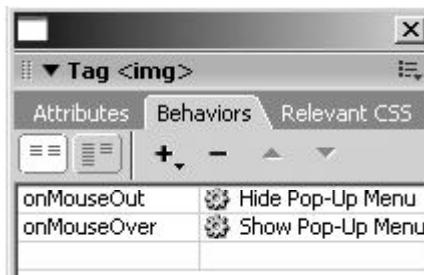 Tag <img>
Attributes Behaviors Relevant CSS
onMouseOut Hide Pop-Up Menu
onMouseOver Show Pop-Up Menu